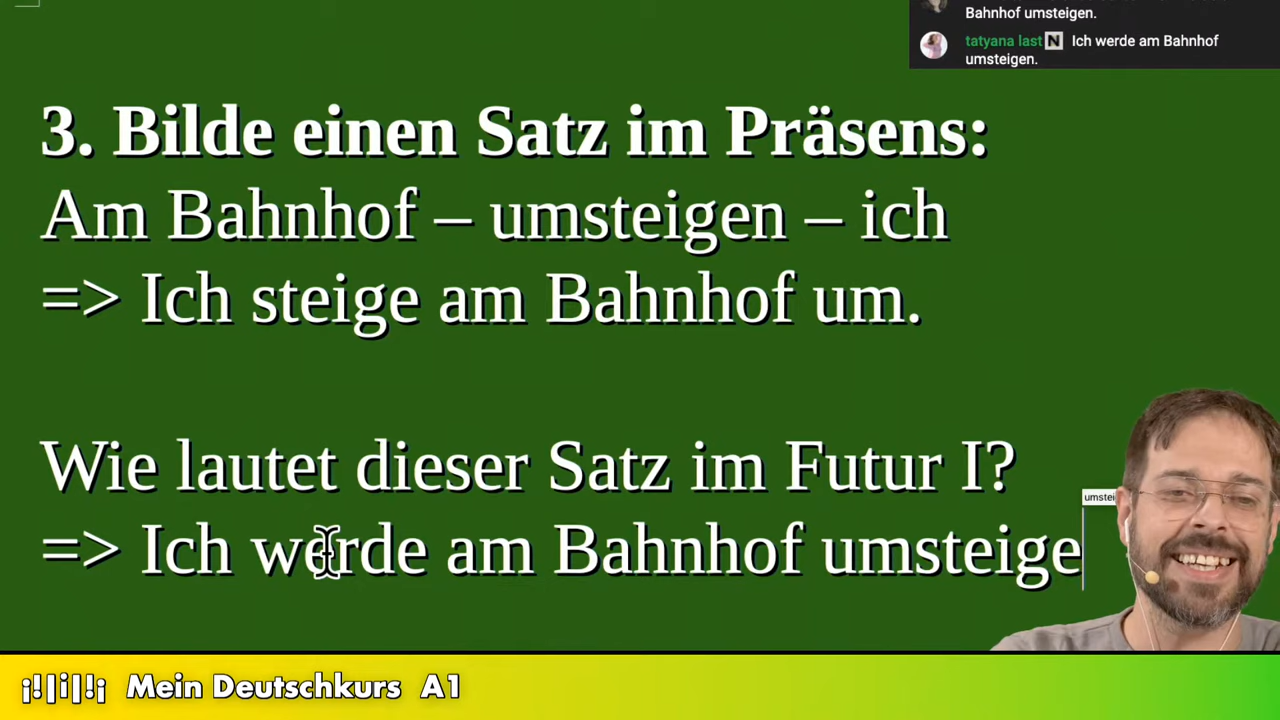 Bahnhof umsteigen.
tatyana last N Ich werde am Bahnhof
umsteigen.
3. Bilde einen Satz im Präsens:
Am Bahnhof – umsteigen – ich
=> Ich steige am Bahnhof um.
Wie lautet dieser Satz im Futur I?
=> Ich werde am Bahnhof umsteige
umstei
Mein Deutschkurs A1